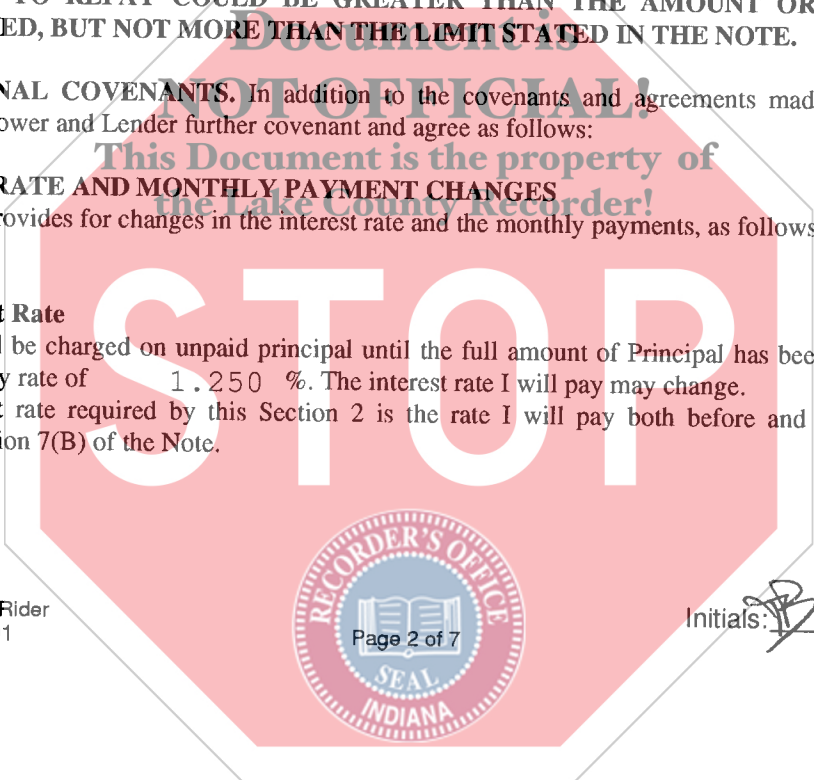 TO REPAY COULD BE GREATER THAN THE AMOUNT OR
ED, BUT NOT MORE THAN THE LIMIT STATED IN THE NOTE.
Document is
NOT OFFICIAL!
NAL COVENANTS. In addition to the covenants and agreements mad
ower and Lender further covenant and agree as follows:
This Document is the property of
the Lake County Recorder!
RATE AND MONTHLY PAYMENT CHANGES
rovides for changes in the interest rate and the monthly payments, as follows
t Rate
l be charged on unpaid principal until the full amount of Principal has bee
y rate of 1.250 %. The interest rate I will pay may change.
t rate required by this Section 2 is the rate I will pay both before and
ion 7(B) of the Note.
STOP
RECORDER'S OFFICE
SEAL
INDIANA
Rider
1
Page 2 of 7
Initials: